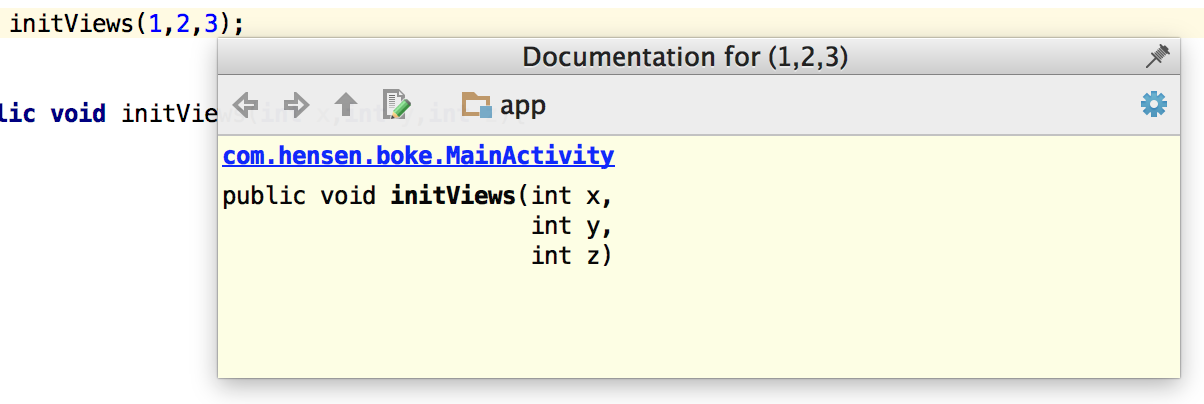 initViews(1,2,3);
Documentation for (1,2,3)
lic void initVie
app
com.hensen.boke.MainActivity
public void initViews(int x,
int y,
int z)